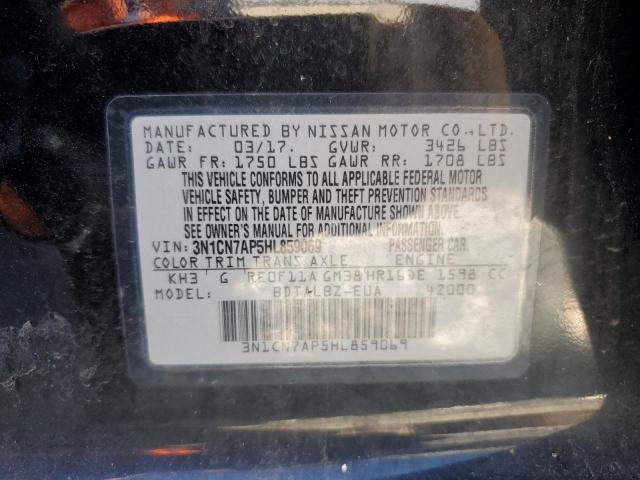 MANUFACTURED BY NISSAN MOTOR CO.,LTD.
DATE: 03/17. GVWR: 3426 LBS
GAWR FR: 1750 LBS GAWR RR: 1708 LBS
THIS VEHICLE CONFORMS TO ALL APPLICABLE FEDERAL MOTOR
VEHICLE SAFETY, BUMPER AND THEFT PREVENTION STANDARDS
IN EFFECT ON THE DATE OF MANUFACTURE SHOWN ABOVE.
SEE OWNER'S MANUAL FOR ADDITIONAL INFORMATION.
VIN: 3N1CN7AP5HL859069 PASSENGER CAR
COLOR TRIM TRANS AXLE ENGINE
KH3 G RE0F11A GM38 HR16DE 1598 CC
MODEL: BDTALBZ-EUA 42000
3N1CN7AP5HL859069